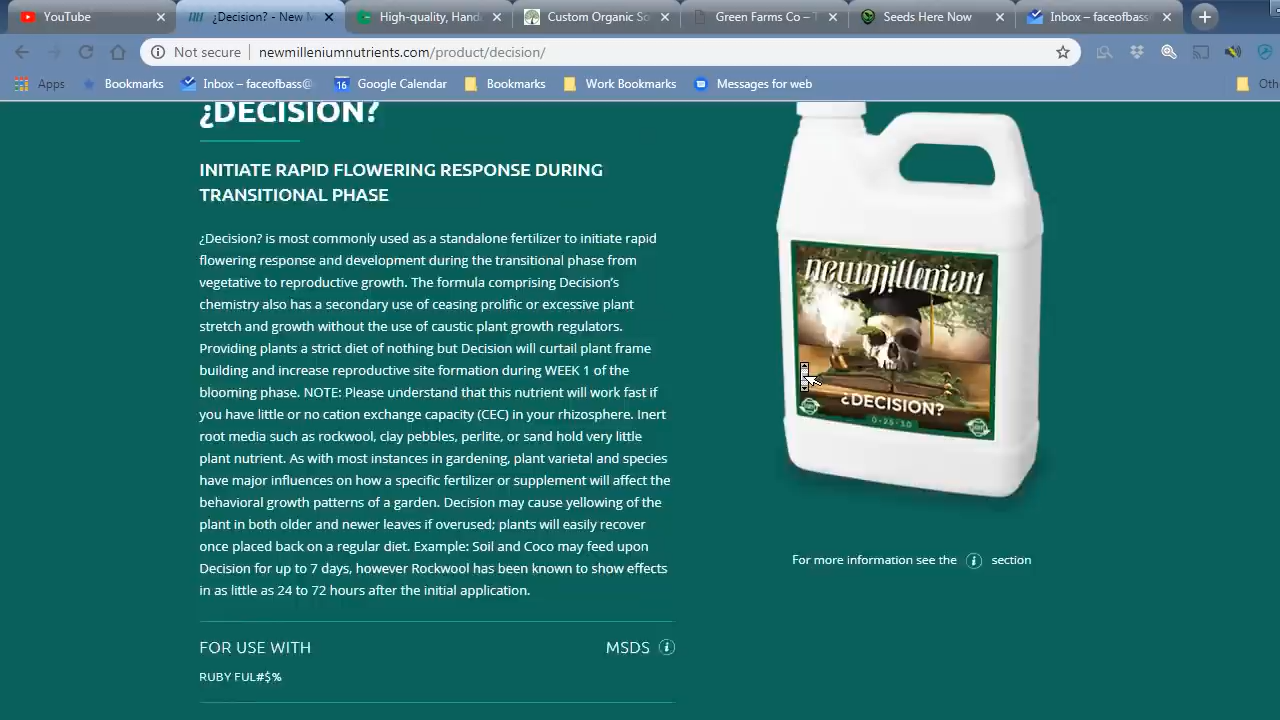 YouTube
¿Decision? - New M
High-quality, Hand
Custom Organic So
Green Farms Co – T
Seeds Here Now
Inbox – faceofbass
Not secure
newmilleniumnutrients.com/product/decision/
Apps
Bookmarks
Inbox – faceofbass@
16
Google Calendar
Bookmarks
Work Bookmarks
Messages for web
Oth
¿DECISION?
INITIATE RAPID FLOWERING RESPONSE DURING
TRANSITIONAL PHASE
¿Decision? is most commonly used as a standalone fertilizer to initiate rapid
flowering response and development during the transitional phase from
vegetative to reproductive growth. The formula comprising Decision's
chemistry also has a secondary use of ceasing prolific or excessive plant
stretch and growth without the use of caustic plant growth regulators.
Providing plants a strict diet of nothing but Decision will curtail plant frame
building and increase reproductive site formation during WEEK 1 of the
blooming phase. NOTE: Please understand that this nutrient will work fast if
you have little or no cation exchange capacity (CEC) in your rhizosphere. Inert
root media such as rockwool, clay pebbles, perlite, or sand hold very little
plant nutrient. As with most instances in gardening, plant varietal and species
have major influences on how a specific fertilizer or supplement will affect the
behavioral growth patterns of a garden. Decision may cause yellowing of the
plant in both older and newer leaves if overused; plants will easily recover
once placed back on a regular diet. Example: Soil and Coco may feed upon
Decision for up to 7 days, however Rockwool has been known to show effects
in as little as 24 to 72 hours after the initial application.
FOR USE WITH
MSDS
RUBY FUL#$%
newmillenium
¿DECISION?
For more information see the i section